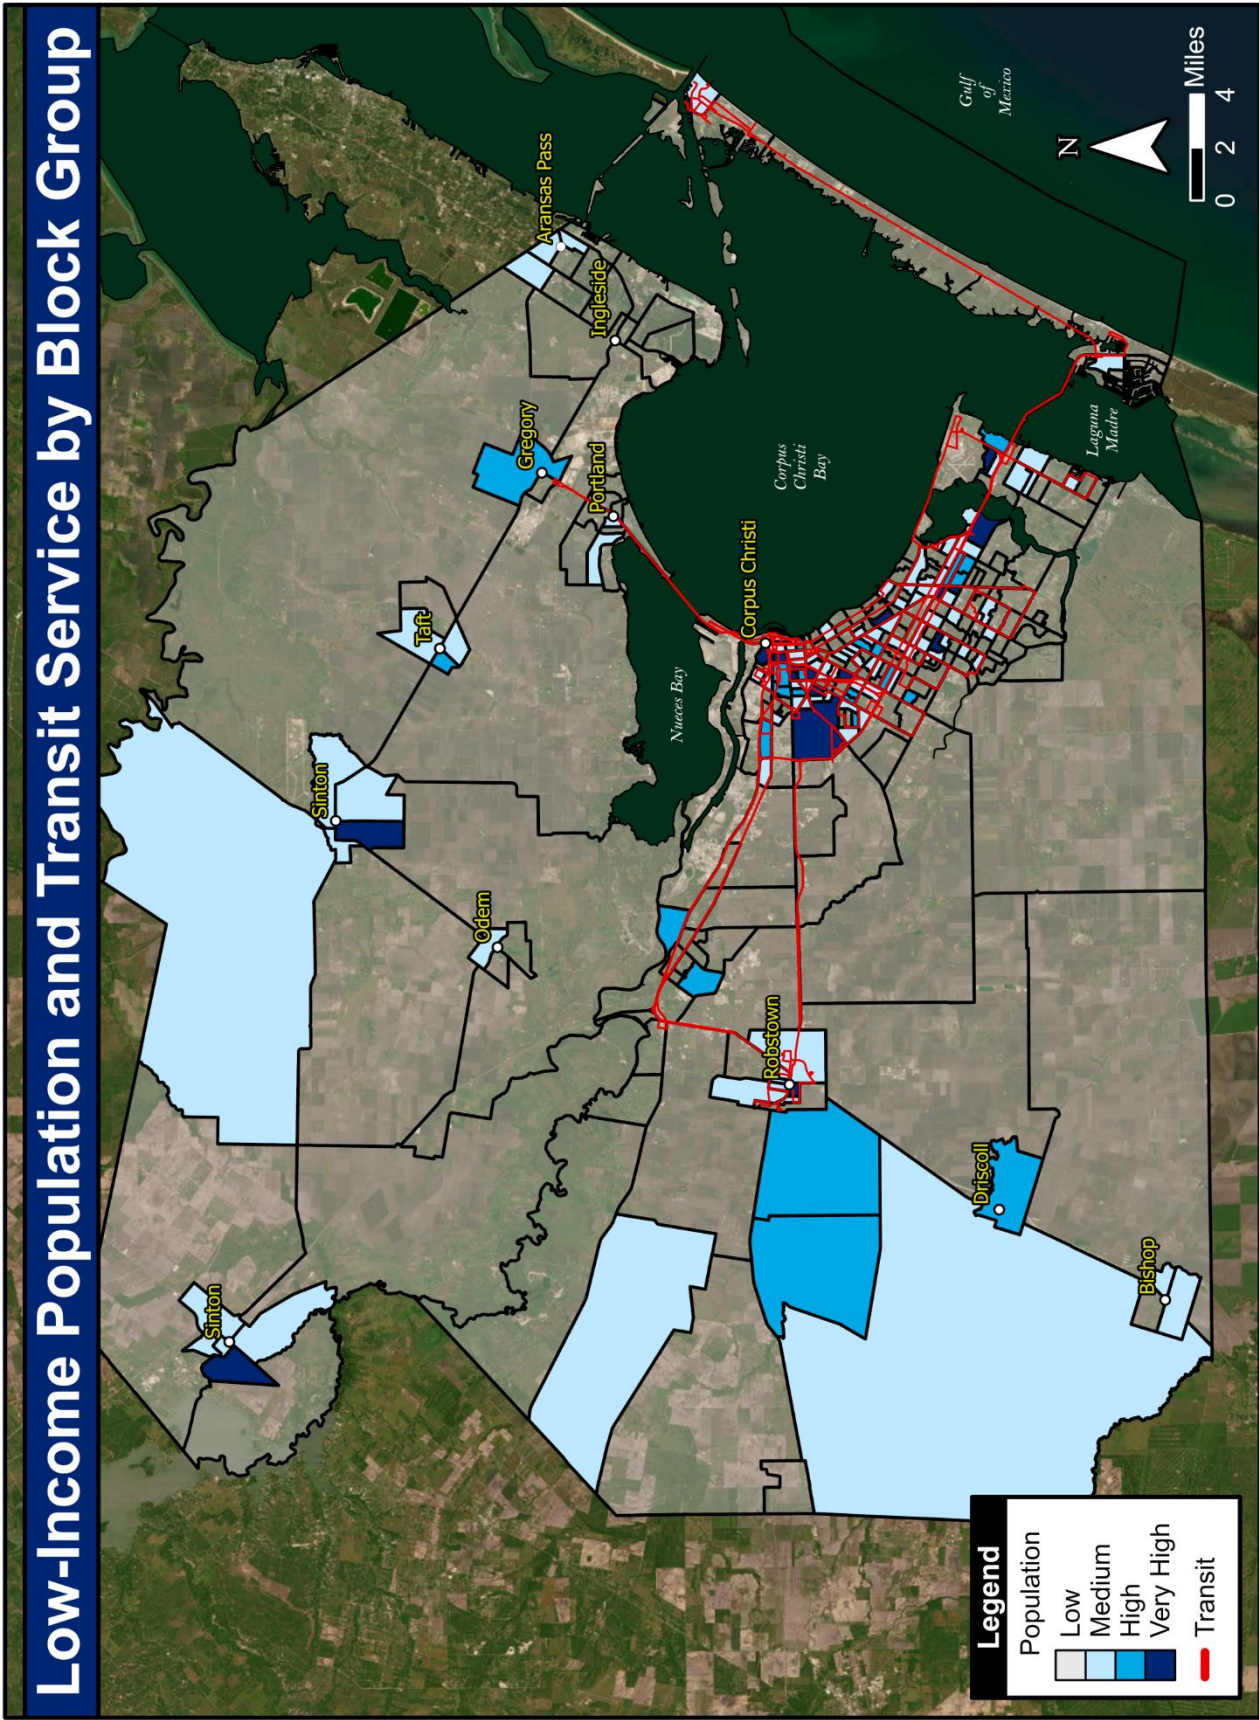 Low-Income Population and Transit Service by Block Group
Sinton
Sinton
Taft
Odem
Gregory
Aransas Pass
Ingleside
Portland
Nueces Bay
Corpus Christi
Corpus
Christi
Bay
Robstown
Driscoll
Bishop
Laguna
Madre
Gulf
of
Mexico
N
0 2 4 Miles
Legend
Population
Low
Medium
High
Very High
Transit